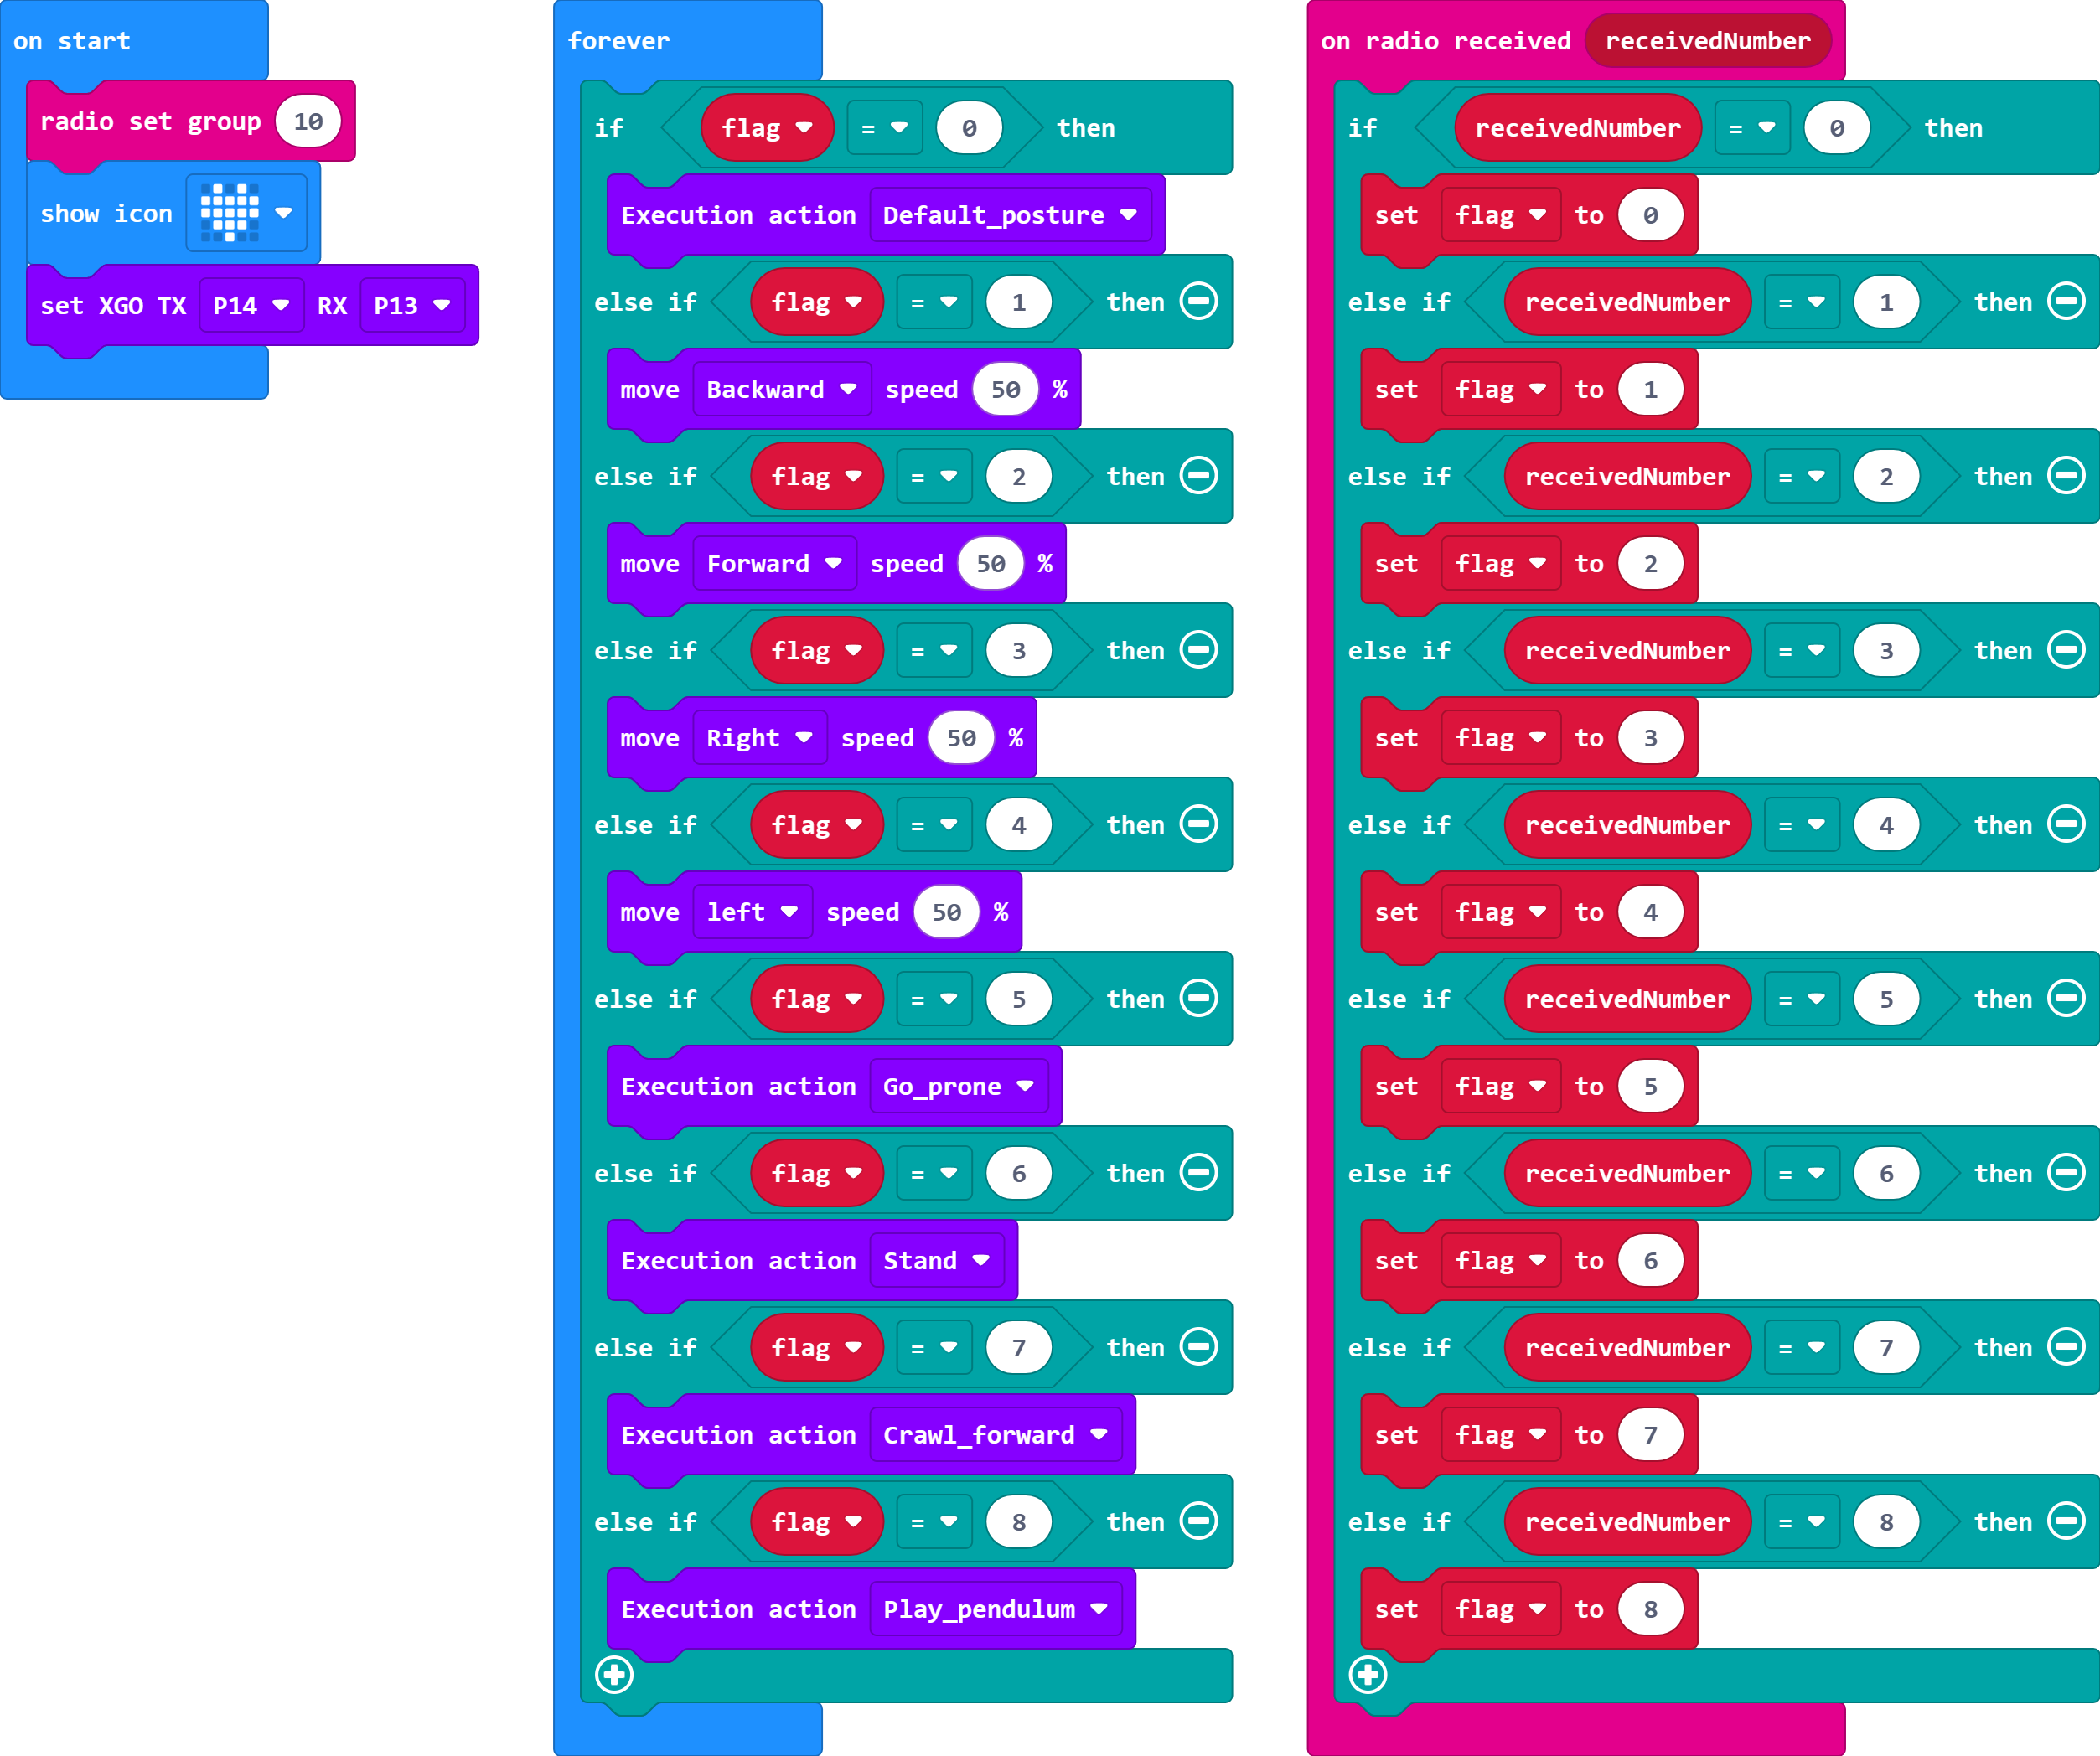 on start
radio set group 10
show icon
set XGO TX P14 RX P13
forever
if flag = 0 then
Execution action Default_posture
else if flag = 1 then
move Backward speed 50 %
else if flag = 2 then
move Forward speed 50 %
else if flag = 3 then
move Right speed 50 %
else if flag = 4 then
move left speed 50 %
else if flag = 5 then
Execution action Go_prone
else if flag = 6 then
Execution action Stand
else if flag = 7 then
Execution action Crawl_forward
else if flag = 8 then
Execution action Play_pendulum
on radio received receivedNumber
if receivedNumber = 0 then
set flag to 0
else if receivedNumber = 1 then
set flag to 1
else if receivedNumber = 2 then
set flag to 2
else if receivedNumber = 3 then
set flag to 3
else if receivedNumber = 4 then
set flag to 4
else if receivedNumber = 5 then
set flag to 5
else if receivedNumber = 6 then
set flag to 6
else if receivedNumber = 7 then
set flag to 7
else if receivedNumber = 8 then
set flag to 8